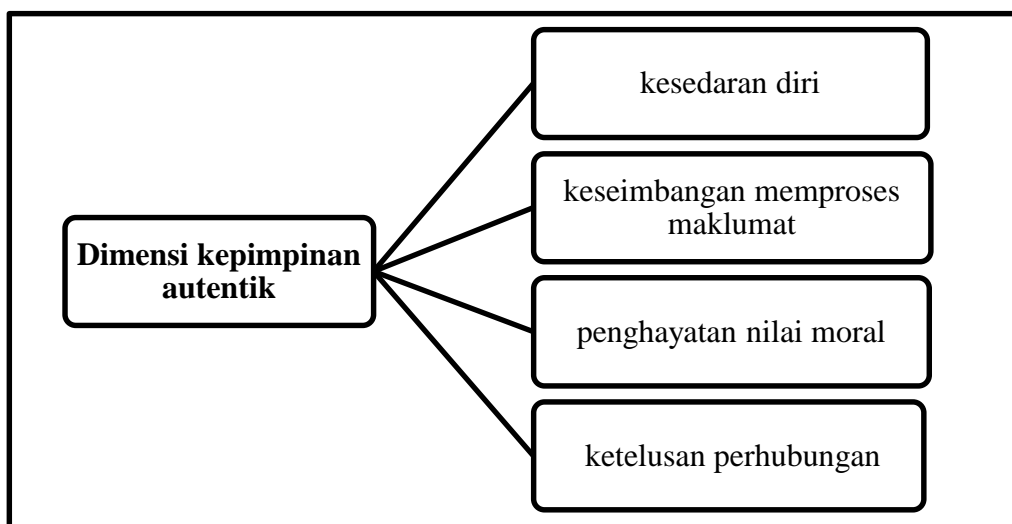 Dimensi kepimpinan
autentik
kesedaran diri
keseimbangan memproses
maklumat
penghayatan nilai moral
ketelusan perhubungan